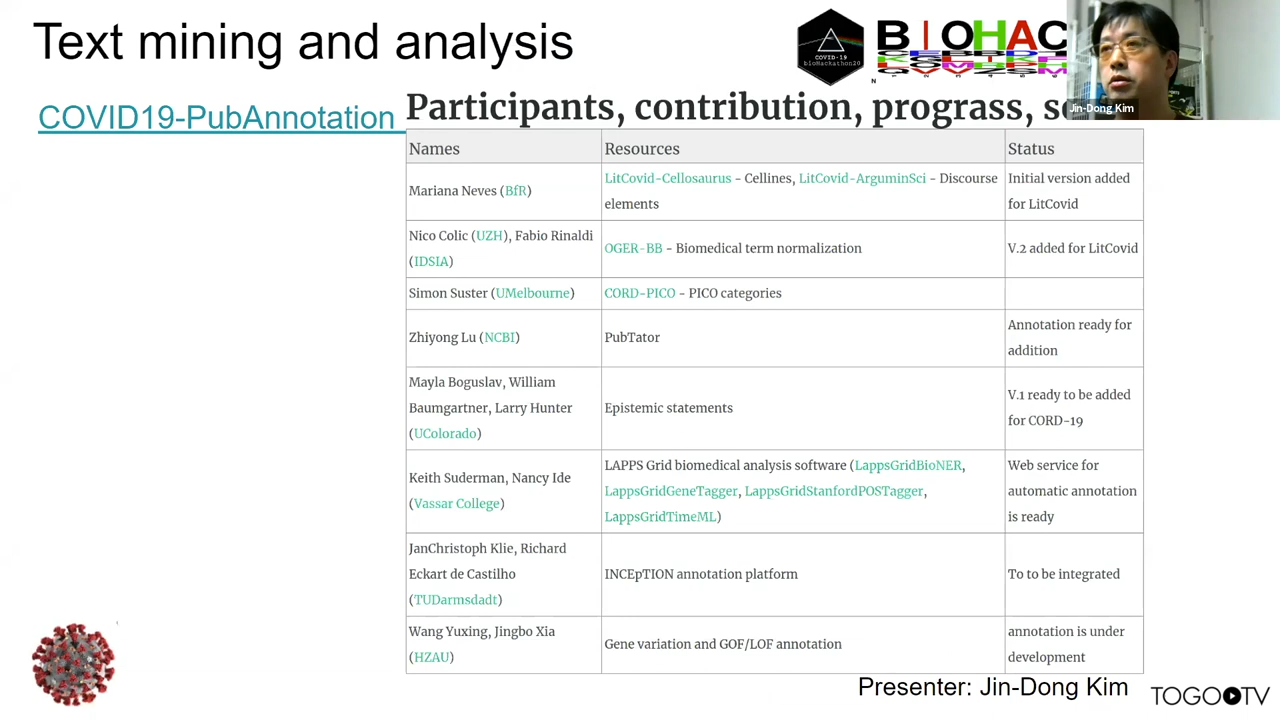 Text mining and analysis
COVID-19
bioHackathon20
BIOHAC
Jin-Dong Kim
COVID19-PubAnnotation
Participants, contribution, prograss, s
Names Resources Status
Mariana Neves (BfR)
LitCovid-Cellosaurus - Cellines, LitCovid-ArguminSci - Discourse
elements
Initial version added
for LitCovid
Nico Colic (UZH), Fabio Rinaldi
(IDSIA)
OGER-BB - Biomedical term normalization
V.2 added for LitCovid
Simon Suster (UMelbourne)
CORD-PICO - PICO categories
Zhiyong Lu (NCBI)
PubTator
Annotation ready for
addition
Mayla Boguslav, William
Baumgartner, Larry Hunter
(UColorado)
Epistemic statements
V.1 ready to be added
for CORD-19
Keith Suderman, Nancy Ide
(Vassar College)
LAPPS Grid biomedical analysis software (LappsGridBioNER,
LappsGridGeneTagger, LappsGridStanfordPOSTagger,
LappsGridTimeML)
Web service for
automatic annotation
is ready
JanChristoph Klie, Richard
Eckart de Castilho
(TUDarmsdadt)
INCEpTION annotation platform
To to be integrated
Wang Yuxing, Jingbo Xia
(HZAU)
Gene variation and GOF/LOF annotation
annotation is under
development
Presenter: Jin-Dong Kim
TOGOTV